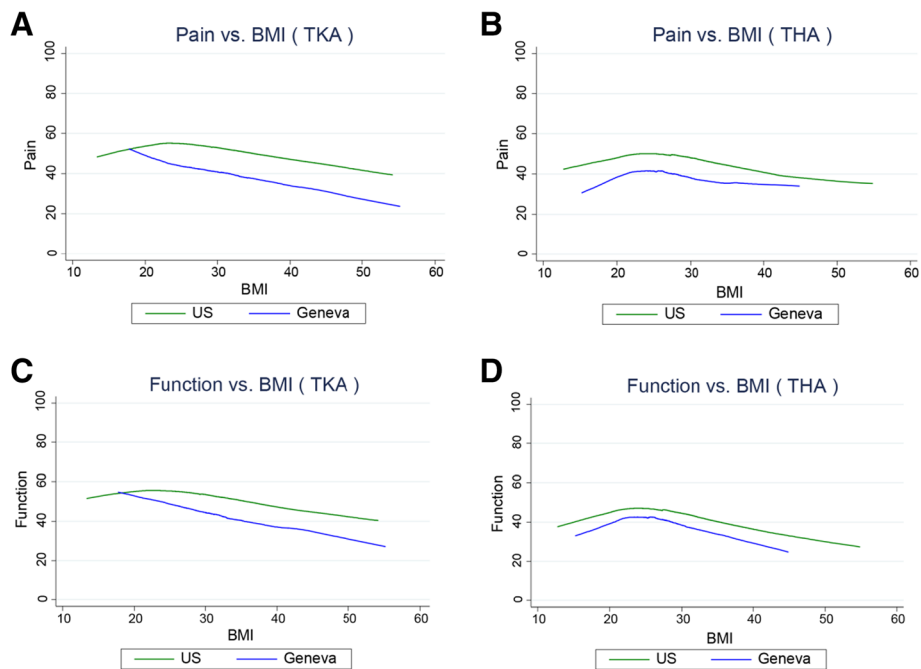 A
Pain vs. BMI ( TKA )
100
80
60
40
20
0
Pain
10 20 30 40 50 60
BMI
US Geneva
B
Pain vs. BMI ( THA )
100
80
60
40
20
0
Pain
10 20 30 40 50 60
BMI
US Geneva
C
Function vs. BMI ( TKA )
100
80
60
40
20
0
Function
10 20 30 40 50 60
BMI
US Geneva
D
Function vs. BMI ( THA )
100
80
60
40
20
0
Function
10 20 30 40 50 60
BMI
US Geneva